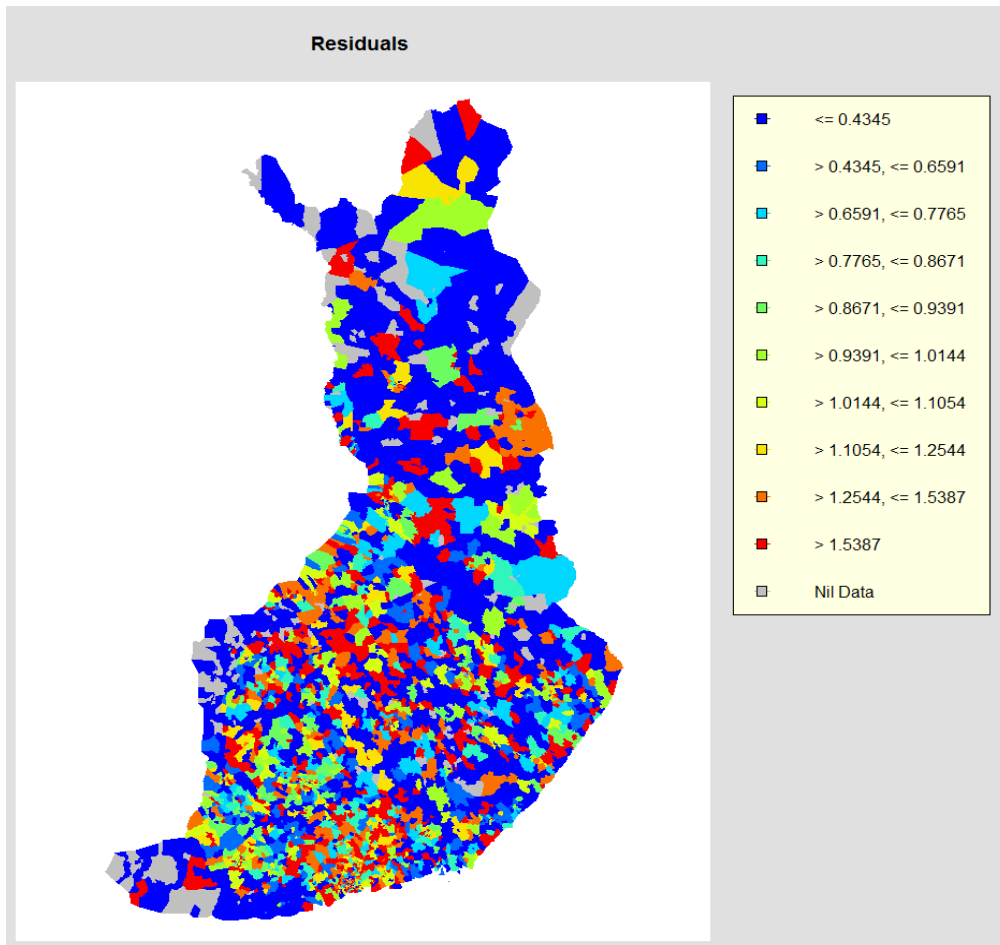 Residuals
<= 0.4345
> 0.4345, <= 0.6591
> 0.6591, <= 0.7765
> 0.7765, <= 0.8671
> 0.8671, <= 0.9391
> 0.9391, <= 1.0144
> 1.0144, <= 1.1054
> 1.1054, <= 1.2544
> 1.2544, <= 1.5387
> 1.5387
Nil Data